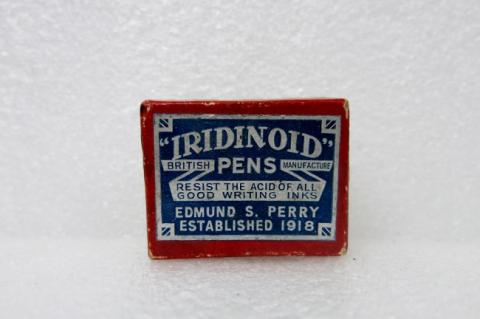 "IRIDINOID"
BRITISH PENS MANUFACTURE
RESIST THE ACID OF ALL
GOOD WRITING INKS
EDMUND S. PERRY
ESTABLISHED 1918